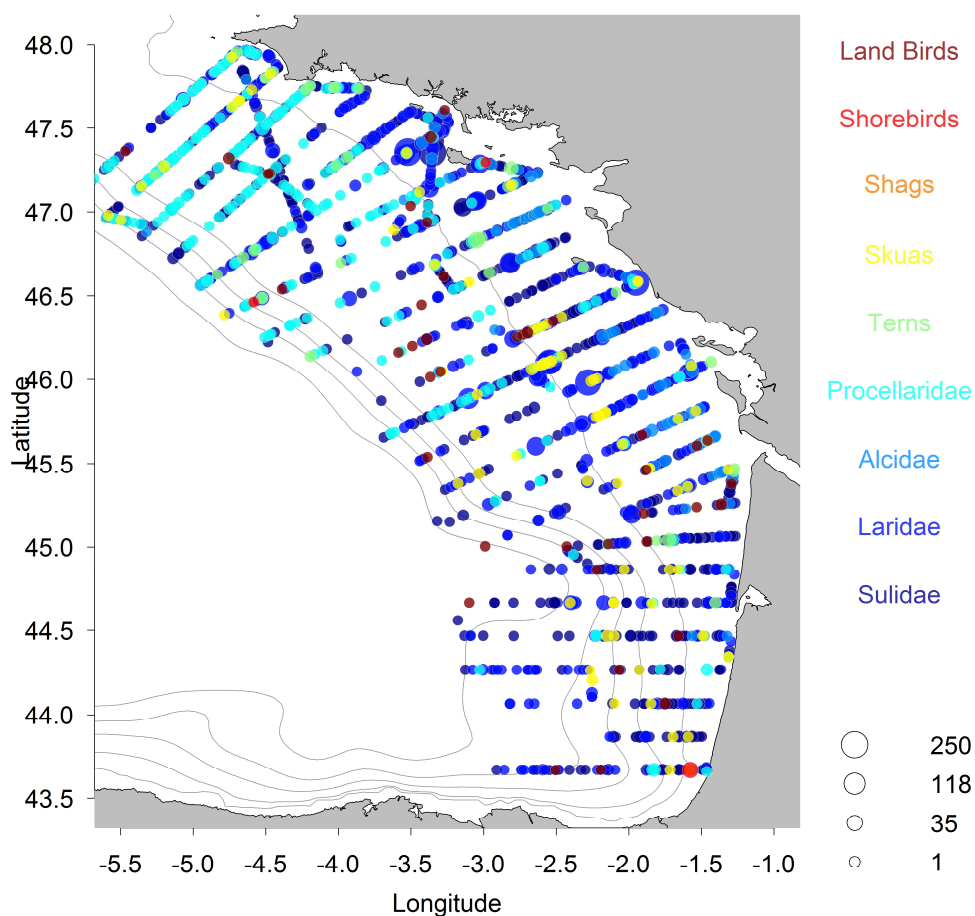 48.0
47.5
47.0
46.5
46.0
45.5
45.0
44.5
44.0
43.5
Latitude
-5.5 -5.0 -4.5 -4.0 -3.5 -3.0 -2.5 -2.0 -1.5 -1.0
Longitude
Land Birds
Shorebirds
Shags
Skuas
Terns
Procellaridae
Alcidae
Laridae
Sulidae
250
118
35
1